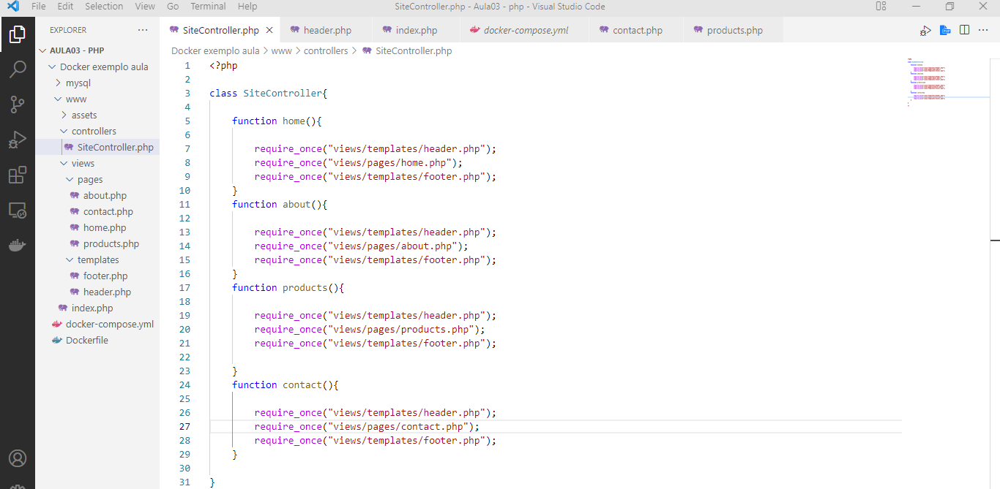 File Edit Selection View Go Terminal Help SiteController.php - Aula03 - php - Visual Studio Code
EXPLORER ··· SiteController.php × header.php index.php docker-compose.yml contact.php products.php ···
AULA03 - PHP
Docker exemplo aula
mysql
www
assets
controllers
SiteController.php
views
pages
about.php
contact.php
home.php
products.php
templates
footer.php
header.php
index.php
docker-compose.yml
Dockerfile
Docker exemplo aula > www > controllers > SiteController.php
1 <?php
2
3 class SiteController{
4
5 function home(){
6
7 require_once("views/templates/header.php");
8 require_once("views/pages/home.php");
9 require_once("views/templates/footer.php");
10 }
11 function about(){
12
13 require_once("views/templates/header.php");
14 require_once("views/pages/about.php");
15 require_once("views/templates/footer.php");
16 }
17 function products(){
18
19 require_once("views/templates/header.php");
20 require_once("views/pages/products.php");
21 require_once("views/templates/footer.php");
22
23 }
24 function contact(){
25
26 require_once("views/templates/header.php");
27 require_once("views/pages/contact.php");
28 require_once("views/templates/footer.php");
29 }
30
31 }